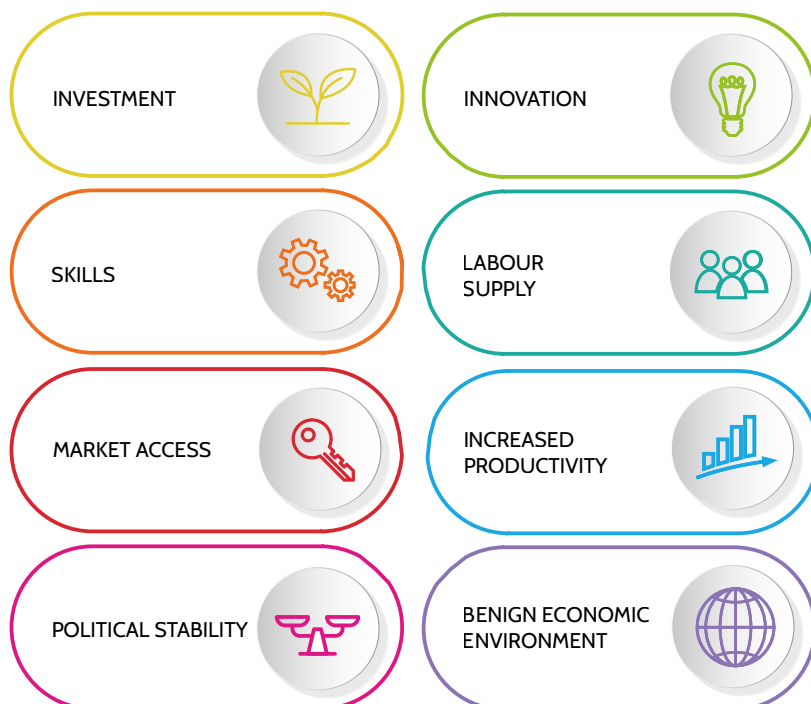 INVESTMENT
INNOVATION
SKILLS
LABOUR
SUPPLY
MARKET ACCESS
INCREASED
PRODUCTIVITY
POLITICAL STABILITY
BENIGN ECONOMIC
ENVIRONMENT